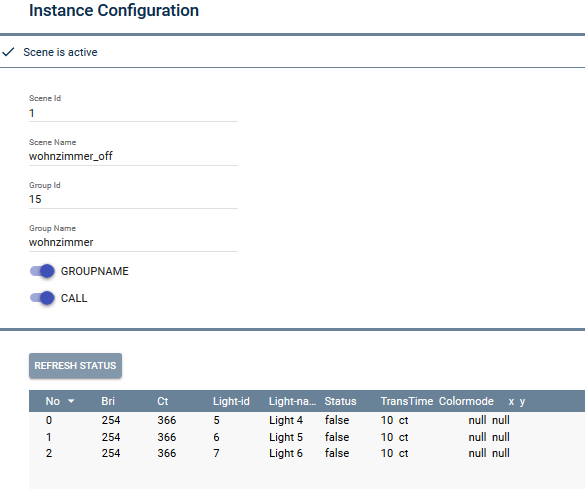 Instance Configuration
Scene is active
Scene Id
1
Scene Name
wohnzimmer_off
Group Id
15
Group Name
wohnzimmer
GROUPNAME
CALL
REFRESH STATUS
No Bri Ct Light-id Light-na... Status TransTime Colormode x y
0 254 366 5 Light 4 false 10 ct null null
1 254 366 6 Light 5 false 10 ct null null
2 254 366 7 Light 6 false 10 ct null null